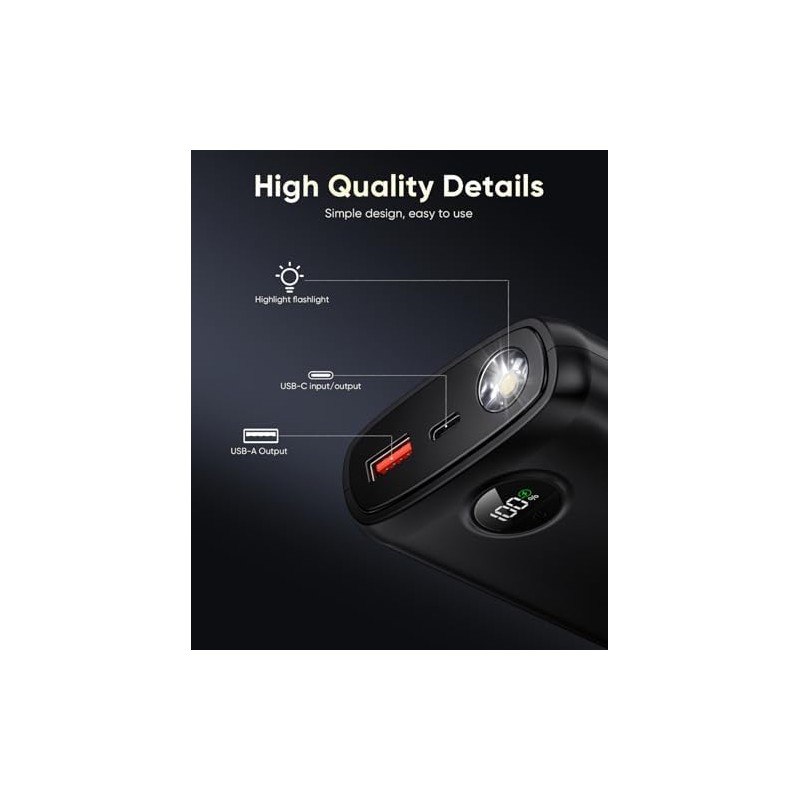 High Quality Details
Simple design, easy to use
Highlight flashlight
USB-C input/output
USB-A Output
100%